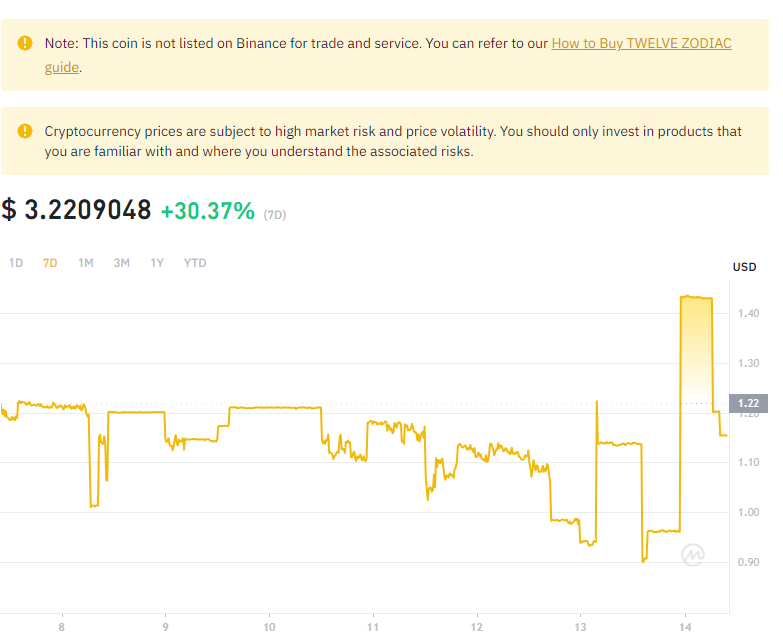 Note: This coin is not listed on Binance for trade and service. You can refer to our How to Buy TWELVE ZODIAC
guide.
Cryptocurrency prices are subject to high market risk and price volatility. You should only invest in products that
you are familiar with and where you understand the associated risks.
$ 3.2209048 +30.37% (7D)
1D 7D 1M 3M 1Y YTD
USD
1.40
1.30
1.22
1.20
1.10
1.00
0.90
8 9 10 11 12 13 14